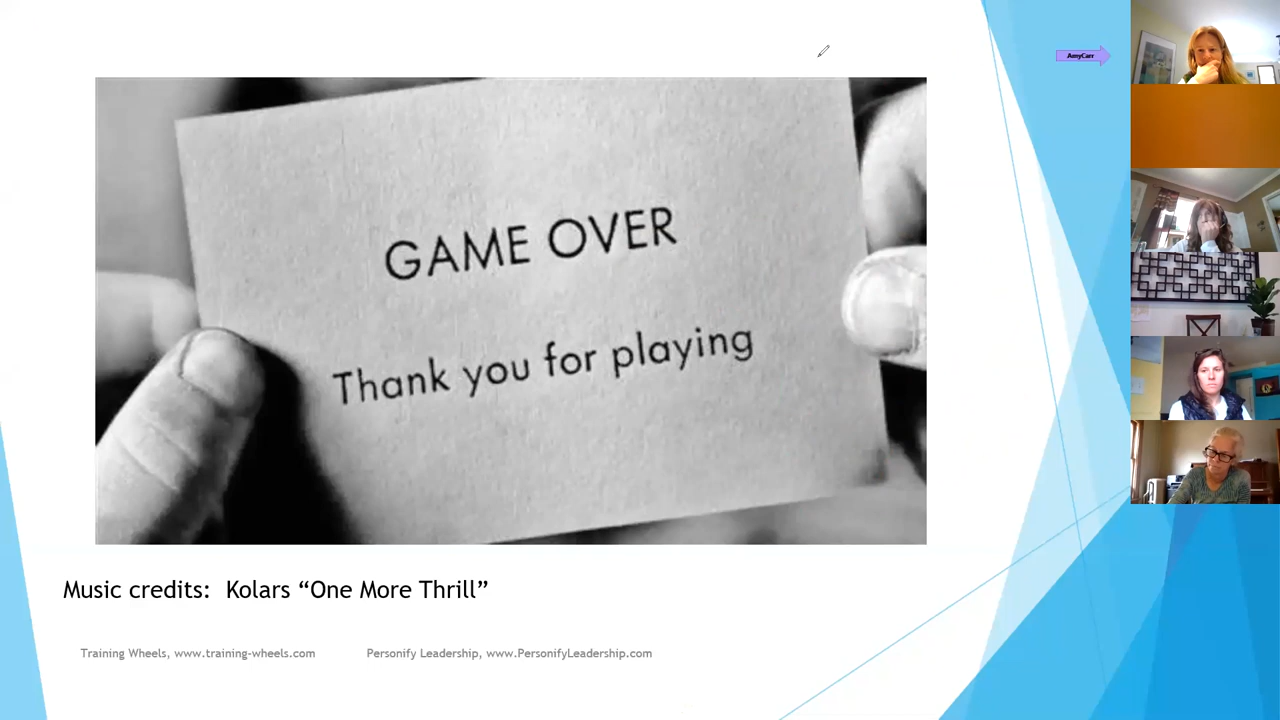 AmyCarr
GAME OVER
Thank you for playing
Music credits: Kolars “One More Thrill”
Training Wheels, www.training-wheels.com Personify Leadership, www.PersonifyLeadership.com